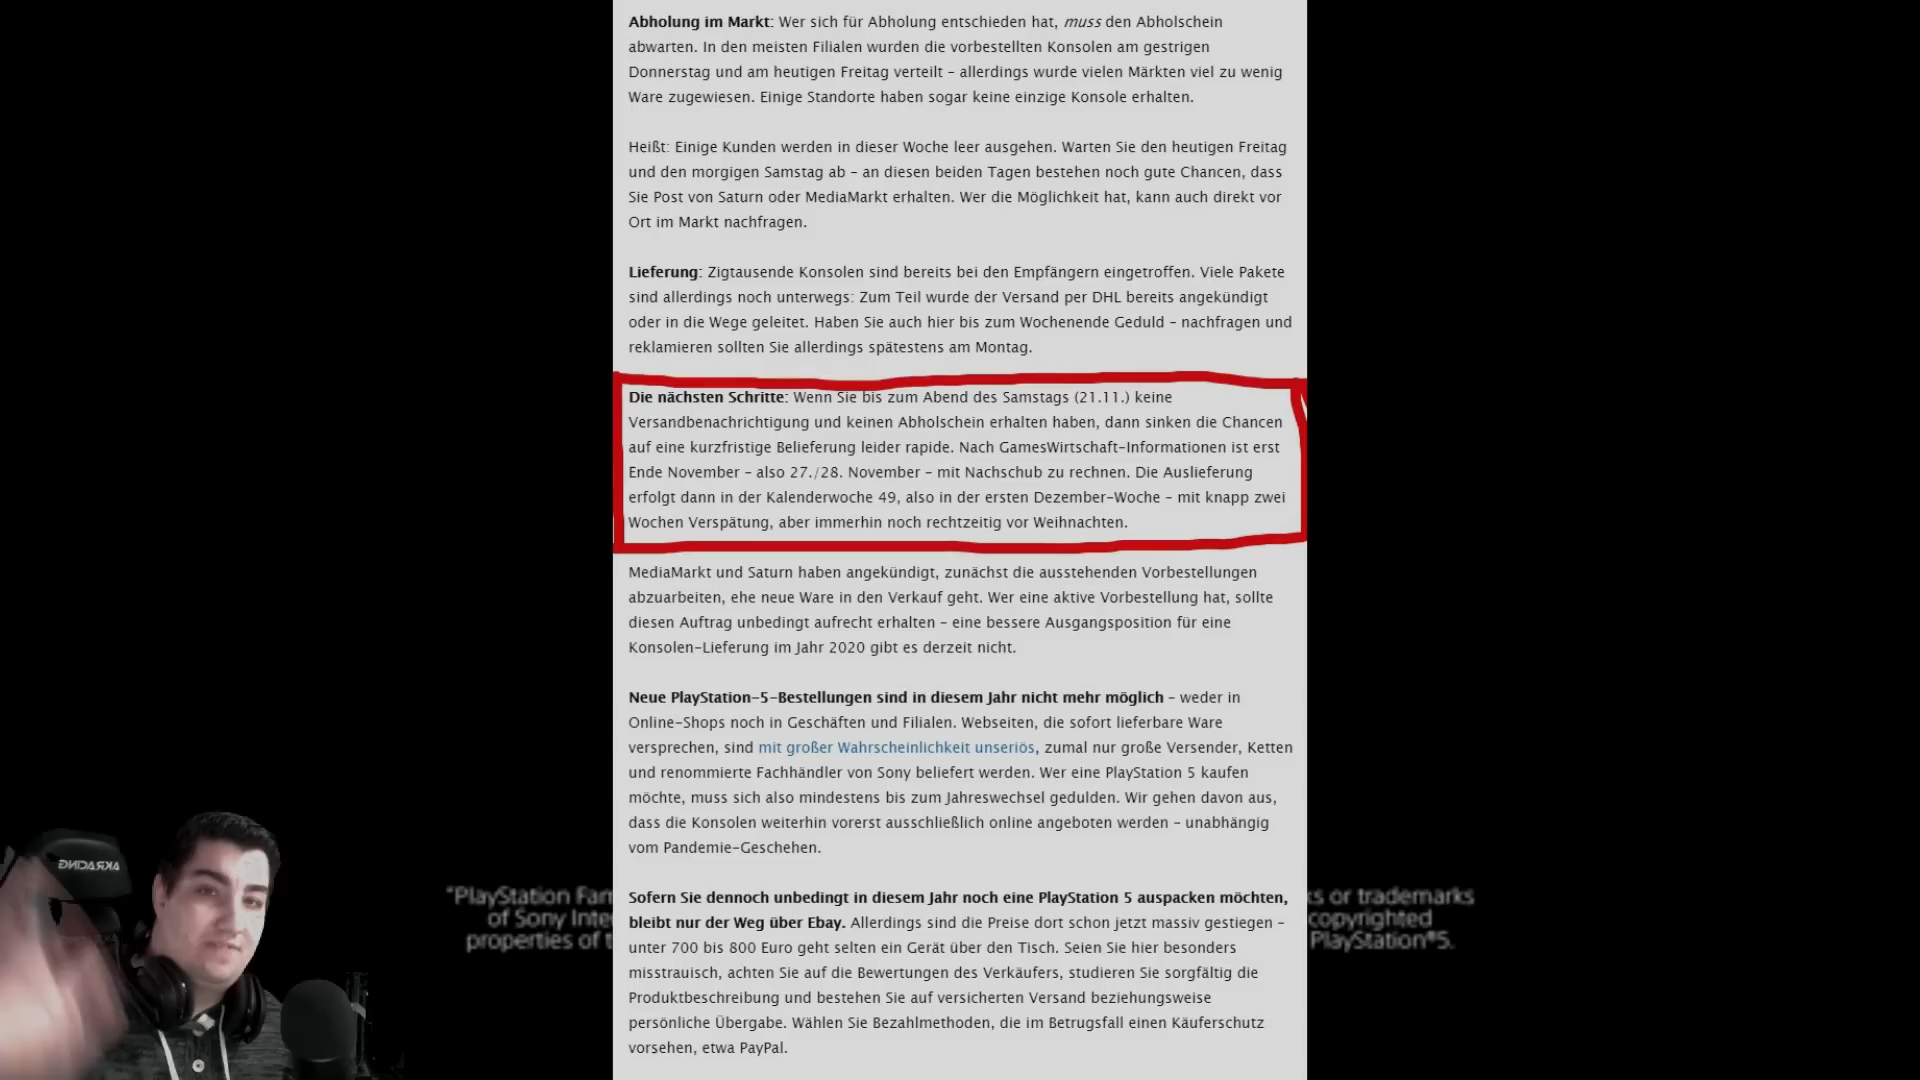 Abholung im Markt: Wer sich für Abholung entschieden hat, muss den Abholschein
abwarten. In den meisten Filialen wurden die vorbestellten Konsolen am gestrigen
Donnerstag und am heutigen Freitag verteilt – allerdings wurde vielen Märkten viel zu wenig
Ware zugewiesen. Einige Standorte haben sogar keine einzige Konsole erhalten.
Heißt: Einige Kunden werden in dieser Woche leer ausgehen. Warten Sie den heutigen Freitag
und den morgigen Samstag ab – an diesen beiden Tagen bestehen noch gute Chancen, dass
Sie Post von Saturn oder MediaMarkt erhalten. Wer die Möglichkeit hat, kann auch direkt vor
Ort im Markt nachfragen.
Lieferung: Zigtausende Konsolen sind bereits bei den Empfängern eingetroffen. Viele Pakete
sind allerdings noch unterwegs: Zum Teil wurde der Versand per DHL bereits angekündigt
oder in die Wege geleitet. Haben Sie auch hier bis zum Wochenende Geduld – nachfragen und
reklamieren sollten Sie allerdings spätestens am Montag.
Die nächsten Schritte: Wenn Sie bis zum Abend des Samstags (21.11.) keine
Versandbenachrichtigung und keinen Abholschein erhalten haben, dann sinken die Chancen
auf eine kurzfristige Belieferung leider rapide. Nach GamesWirtschaft-Informationen ist erst
Ende November – also 27./28. November – mit Nachschub zu rechnen. Die Auslieferung
erfolgt dann in der Kalenderwoche 49, also in der ersten Dezember-Woche – mit knapp zwei
Wochen Verspätung, aber immerhin noch rechtzeitig vor Weihnachten.
MediaMarkt und Saturn haben angekündigt, zunächst die ausstehenden Vorbestellungen
abzuarbeiten, ehe neue Ware in den Verkauf geht. Wer eine aktive Vorbestellung hat, sollte
diesen Auftrag unbedingt aufrecht erhalten – eine bessere Ausgangsposition für eine
Konsolen-Lieferung im Jahr 2020 gibt es derzeit nicht.
Neue PlayStation-5-Bestellungen sind in diesem Jahr nicht mehr möglich – weder in
Online-Shops noch in Geschäften und Filialen. Webseiten, die sofort lieferbare Ware
versprechen, sind mit großer Wahrscheinlichkeit unseriös, zumal nur große Versender, Ketten
und renommierte Fachhändler von Sony beliefert werden. Wer eine PlayStation 5 kaufen
möchte, muss sich also mindestens bis zum Jahreswechsel gedulden. Wir gehen davon aus,
dass die Konsolen weiterhin vorerst ausschließlich online angeboten werden – unabhängig
vom Pandemie-Geschehen.
Sofern Sie dennoch unbedingt in diesem Jahr noch eine PlayStation 5 auspacken möchten,
bleibt nur der Weg über Ebay. Allerdings sind die Preise dort schon jetzt massiv gestiegen –
unter 700 bis 800 Euro geht selten ein Gerät über den Tisch. Seien Sie hier besonders
misstrauisch, achten Sie auf die Bewertungen des Verkäufers, studieren Sie sorgfältig die
Produktbeschreibung und bestehen Sie auf versicherten Versand beziehungsweise
persönliche Übergabe. Wählen Sie Bezahlmethoden, die im Betrugsfall einen Käuferschutz
vorsehen, etwa PayPal.
AKRACING
"PlayStation Fam
of Sony Inte
properties of t
ks or trademarks
copyrighted
PlayStation®5.